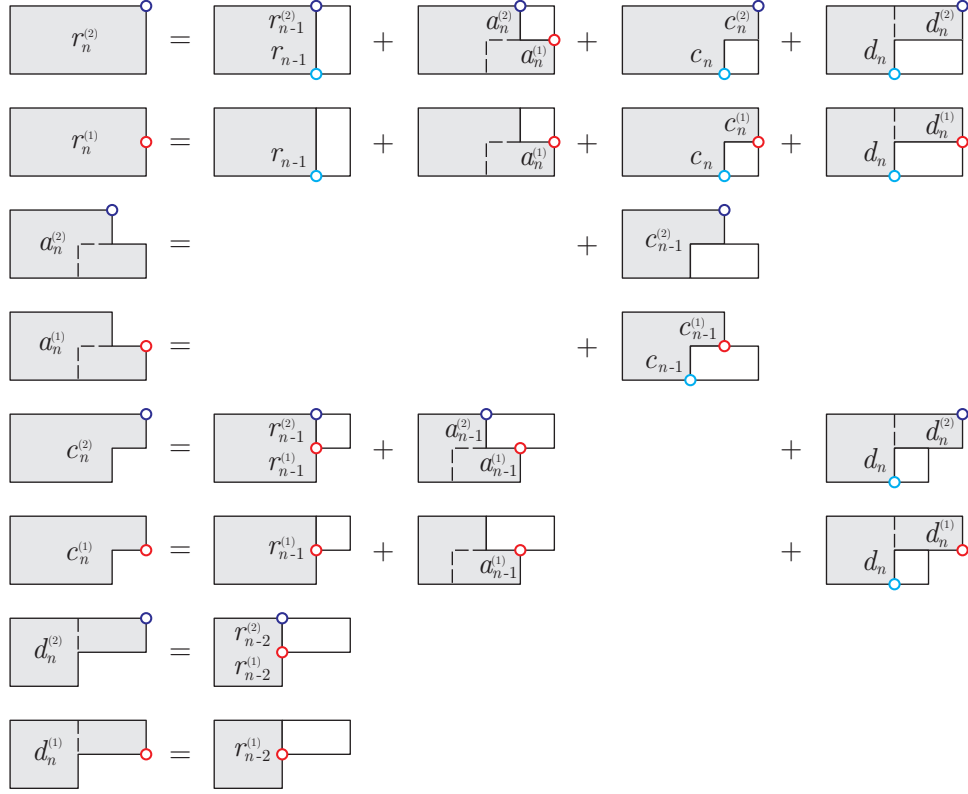 r_n^{(2)} = r_{n-1}^{(2)} r_{n-1} + a_n^{(2)} a_n^{(1)} + c_n^{(2)} c_n + d_n^{(2)} d_n
r_n^{(1)} = r_{n-1} + a_n^{(1)} + c_n^{(1)} c_n + d_n^{(1)} d_n
a_n^{(2)} = + c_{n-1}^{(2)}
a_n^{(1)} = + c_{n-1}^{(1)} c_{n-1}
c_n^{(2)} = r_{n-1}^{(2)} r_{n-1}^{(1)} + a_{n-1}^{(2)} a_{n-1}^{(1)} + d_n^{(2)} d_n
c_n^{(1)} = r_{n-1}^{(1)} + a_{n-1}^{(1)} + d_n^{(1)} d_n
d_n^{(2)} = r_{n-2}^{(2)} r_{n-2}^{(1)}
d_n^{(1)} = r_{n-2}^{(1)}